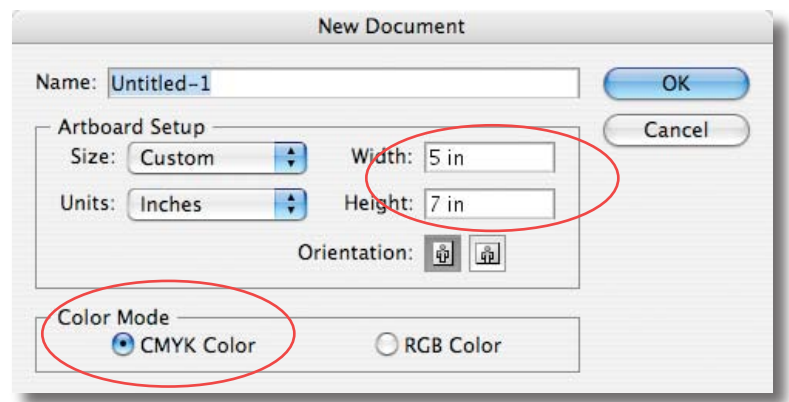 New Document
Name: Untitled-1
OK
Artboard Setup
Cancel
Size: Custom
Width: 5 in
Units: Inches
Height: 7 in
Orientation:
Color Mode
CMYK Color
RGB Color